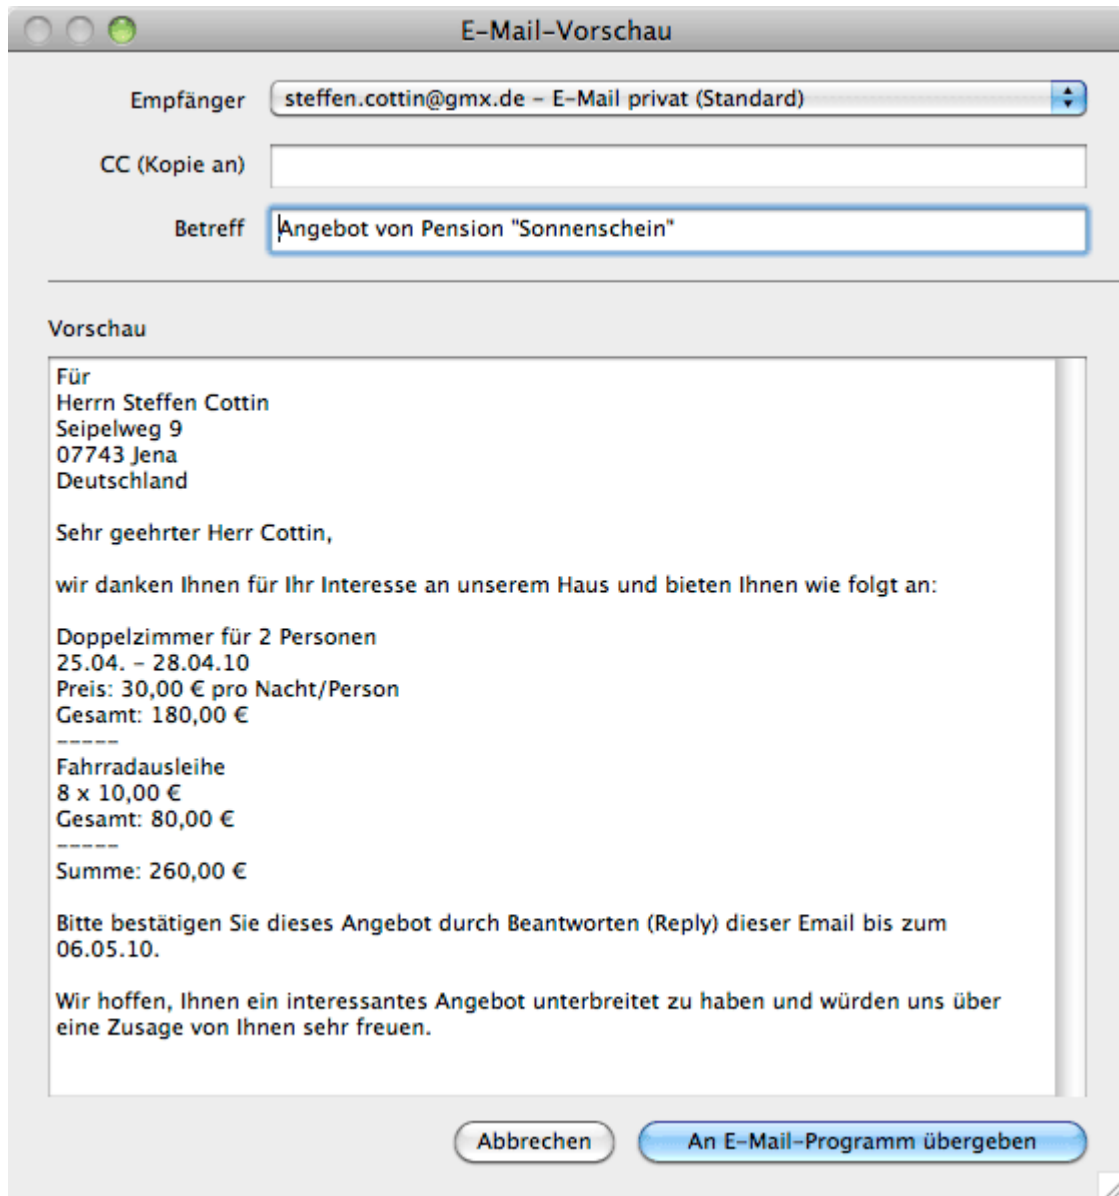 E-Mail-Vorschau
Empfänger
steffen.cottin@gmx.de – E-Mail privat (Standard)
CC (Kopie an)
Betreff
Angebot von Pension "Sonnenschein"
Vorschau
Für
Herrn Steffen Cottin
Seipelweg 9
07743 Jena
Deutschland
Sehr geehrter Herr Cottin,
wir danken Ihnen für Ihr Interesse an unserem Haus und bieten Ihnen wie folgt an:
Doppelzimmer für 2 Personen
25.04. – 28.04.10
Preis: 30,00 € pro Nacht/Person
Gesamt: 180,00 €
-----
Fahrradausleihe
8 x 10,00 €
Gesamt: 80,00 €
-----
Summe: 260,00 €
Bitte bestätigen Sie dieses Angebot durch Beantworten (Reply) dieser Email bis zum
06.05.10.
Wir hoffen, Ihnen ein interessantes Angebot unterbreitet zu haben und würden uns über
eine Zusage von Ihnen sehr freuen.
Abbrechen
An E-Mail-Programm übergeben